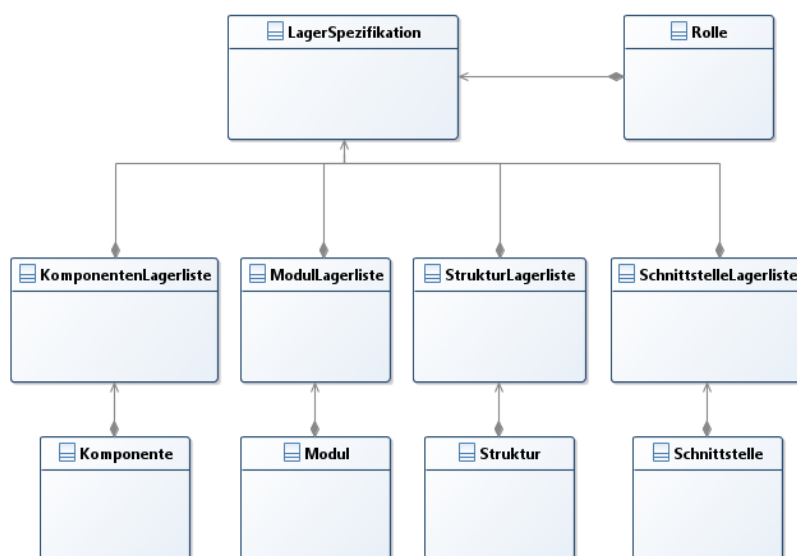 LagerSpezifikation
Rolle
KomponentenLagerliste
ModulLagerliste
StrukturLagerliste
SchnittstelleLagerliste
Komponente
Modul
Struktur
Schnittstelle